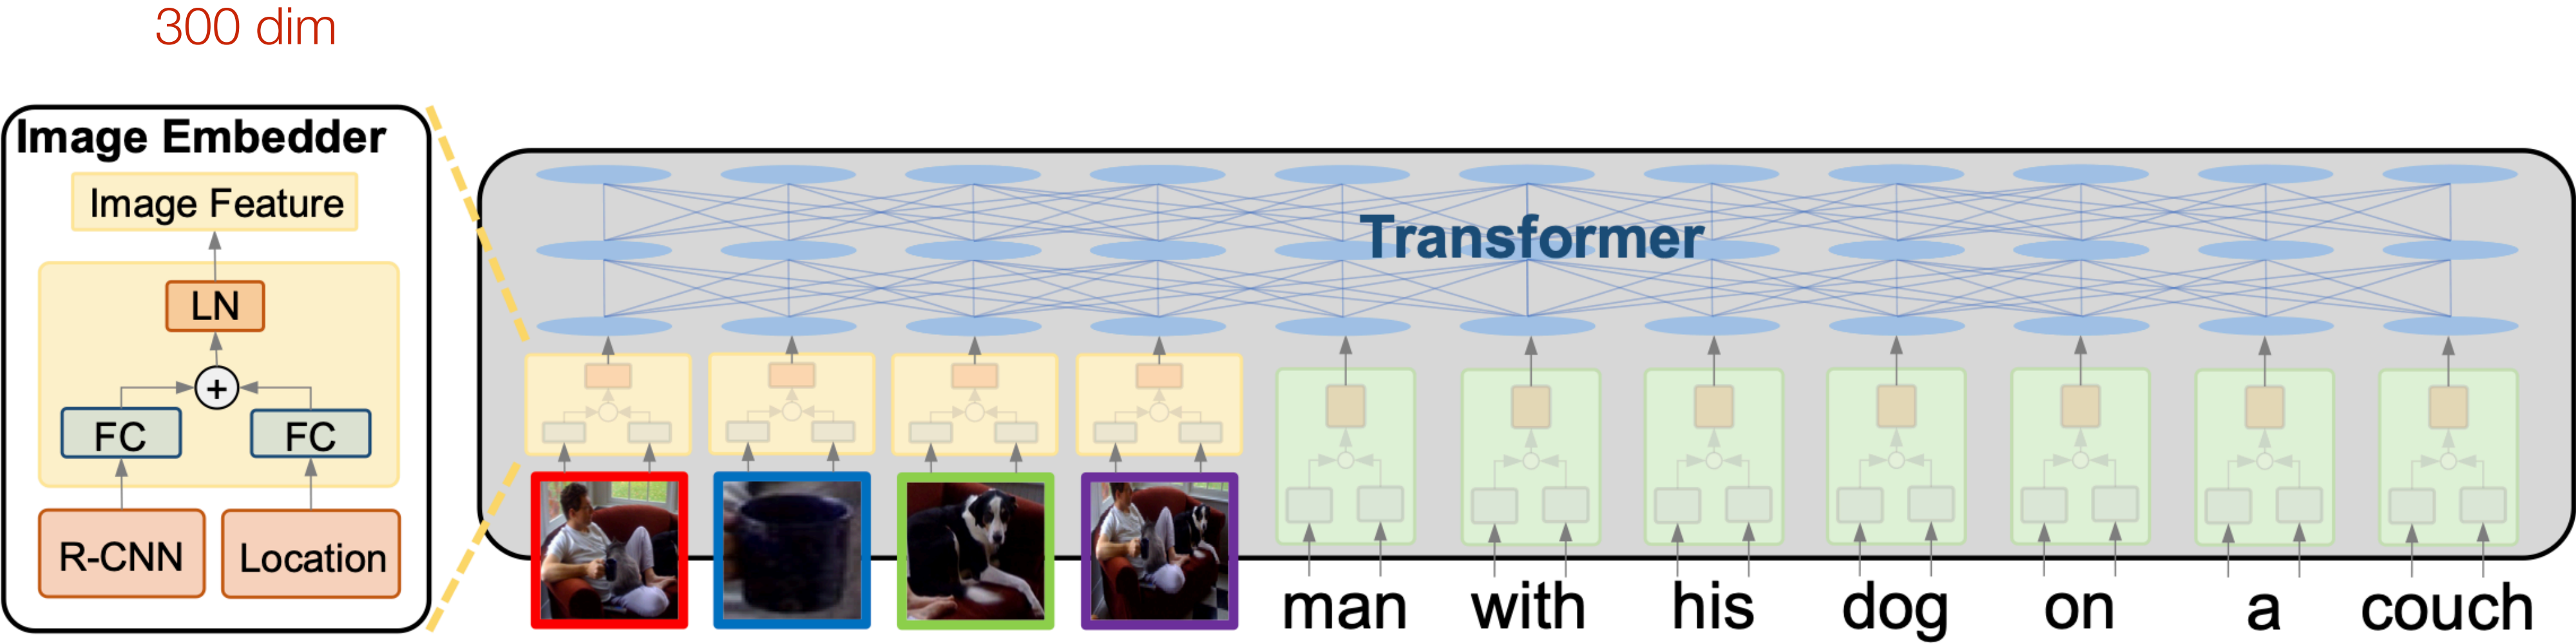 300 dim
Image Embedder
Image Feature
LN
+
FC FC
R-CNN Location
Transformer
man with his dog on a couch